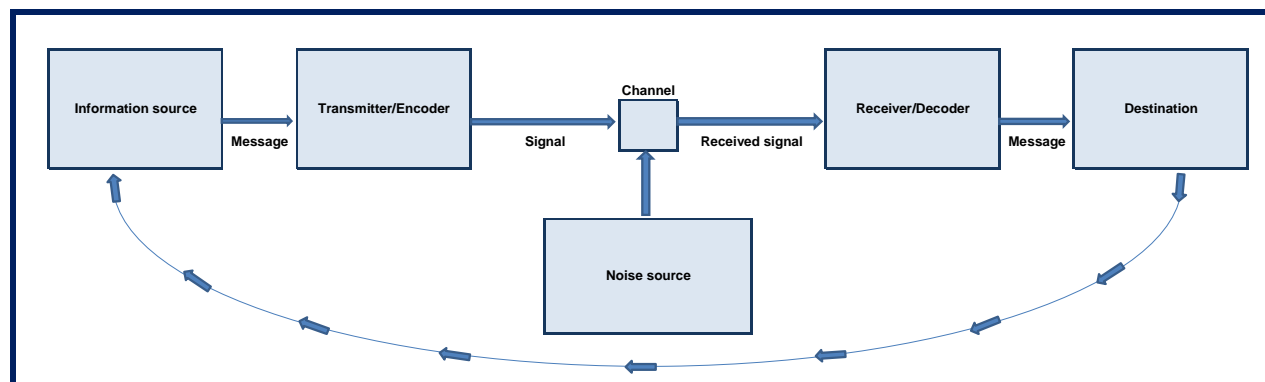 Information source
Message
Transmitter/Encoder
Signal
Channel
Received signal
Receiver/Decoder
Message
Destination
Noise source